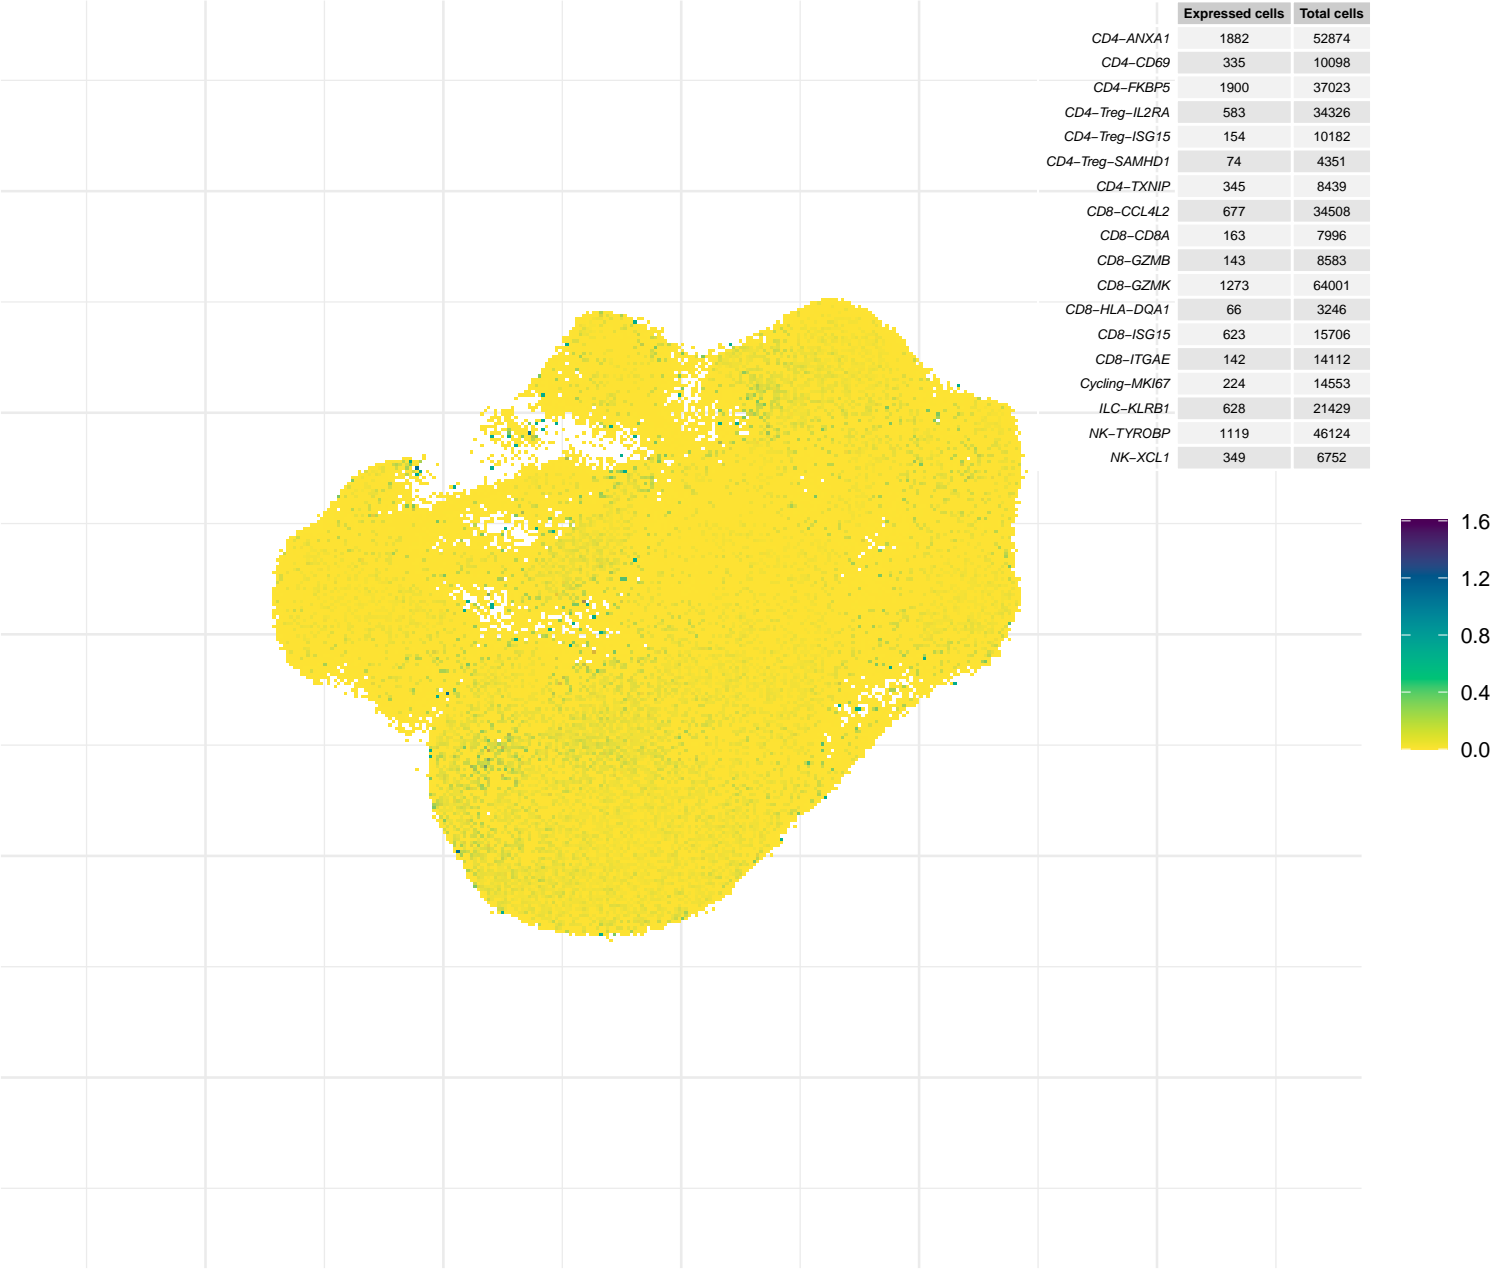 Expressed cells Total cells
CD4−ANXA1 1882 52874
CD4−CD69 335 10098
CD4−FKBP5 1900 37023
CD4−Treg−IL2RA 583 34326
CD4−Treg−ISG15 154 10182
CD4−Treg−SAMHD1 74 4351
CD4−TXNIP 345 8439
CD8−CCL4L2 677 34508
CD8−CD8A 163 7996
CD8−GZMB 143 8583
CD8−GZMK 1273 64001
CD8−HLA−DQA1 66 3246
CD8−ISG15 623 15706
CD8−ITGAE 142 14112
Cycling−MKI67 224 14553
ILC−KLRB1 628 21429
NK−TYROBP 1119 46124
NK−XCL1 349 6752
1.6
1.2
0.8
0.4
0.0